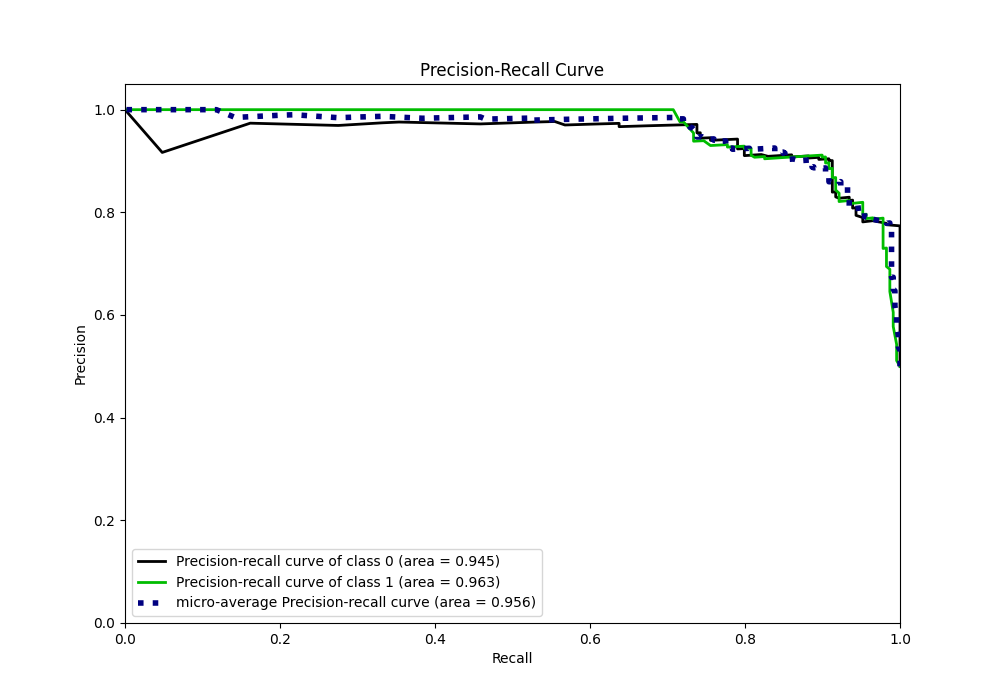 Precision-Recall Curve
1.0
0.8
0.6
0.4
0.2
0.0
Precision
0.0 0.2 0.4 0.6 0.8 1.0
Recall
Precision-recall curve of class 0 (area = 0.945)
Precision-recall curve of class 1 (area = 0.963)
micro-average Precision-recall curve (area = 0.956)